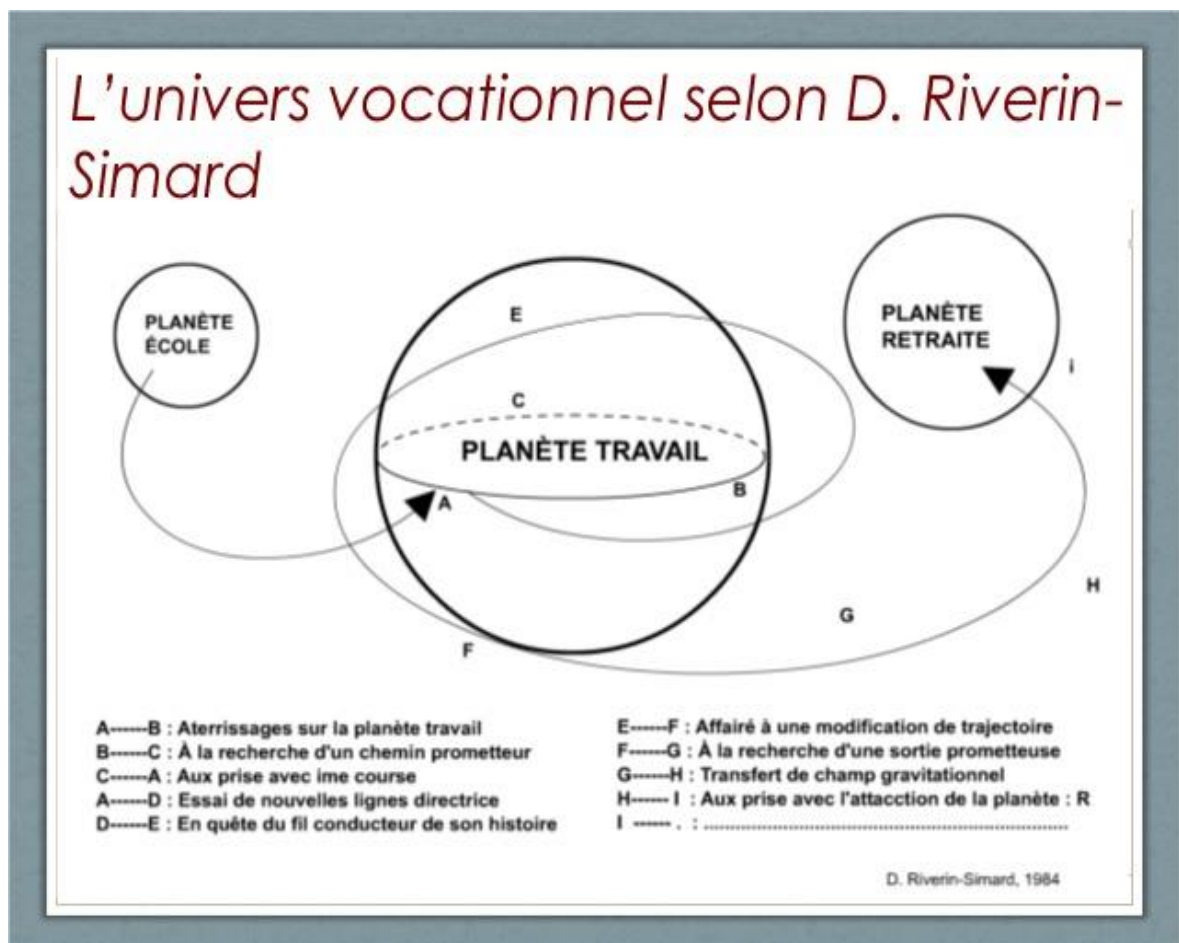 L'univers vocationnel selon D. Riverin-
Simard
PLANÈTE
ÉCOLE
E
C
PLANÈTE TRAVAIL
A
B
F
PLANÈTE
RETRAITE
i
H
G
A------B : Aterrissages sur la planète travail
B------C : À la recherche d'un chemin prometteur
C------A : Aux prise avec ime course
A------D : Essai de nouvelles lignes directrice
D------E : En quête du fil conducteur de son histoire
E------F : Affairé à une modification de trajectoire
F------G : À la recherche d'une sortie prometteuse
G------H : Transfert de champ gravitationnel
H------ I : Aux prise avec l'attacction de la planète : R
I ------ . : ....................................................................
D. Riverin-Simard, 1984